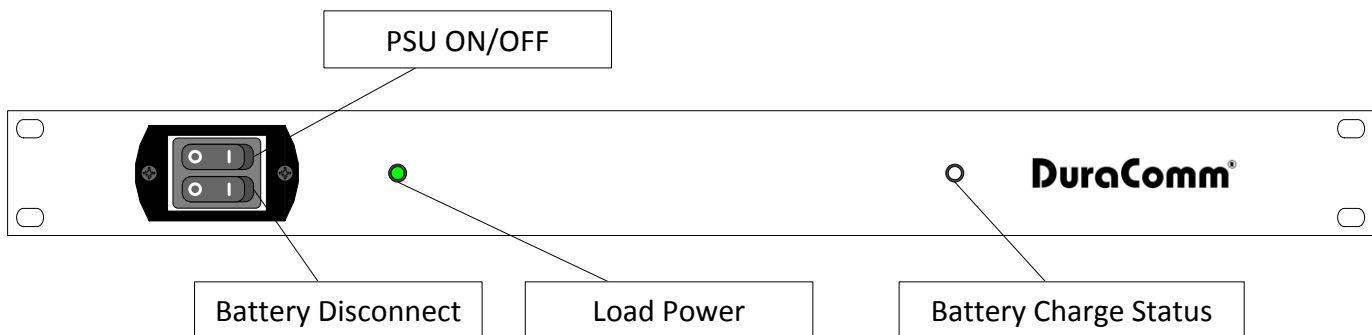 PSU ON/OFF
O I
O I
DuraComm®
Battery Disconnect
Load Power
Battery Charge Status